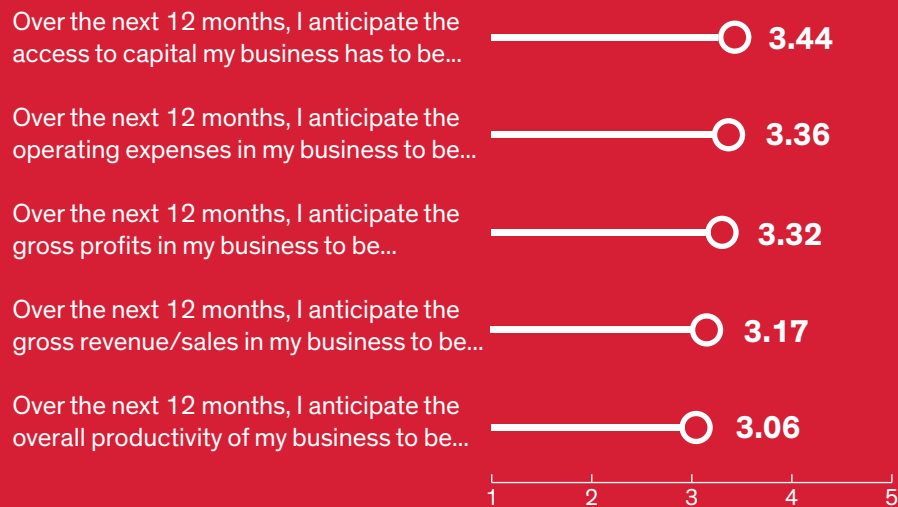 Over the next 12 months, I anticipate the
access to capital my business has to be...
3.44
Over the next 12 months, I anticipate the
operating expenses in my business to be...
3.36
Over the next 12 months, I anticipate the
gross profits in my business to be...
3.32
Over the next 12 months, I anticipate the
gross revenue/sales in my business to be...
3.17
Over the next 12 months, I anticipate the
overall productivity of my business to be...
3.06
1 2 3 4 5